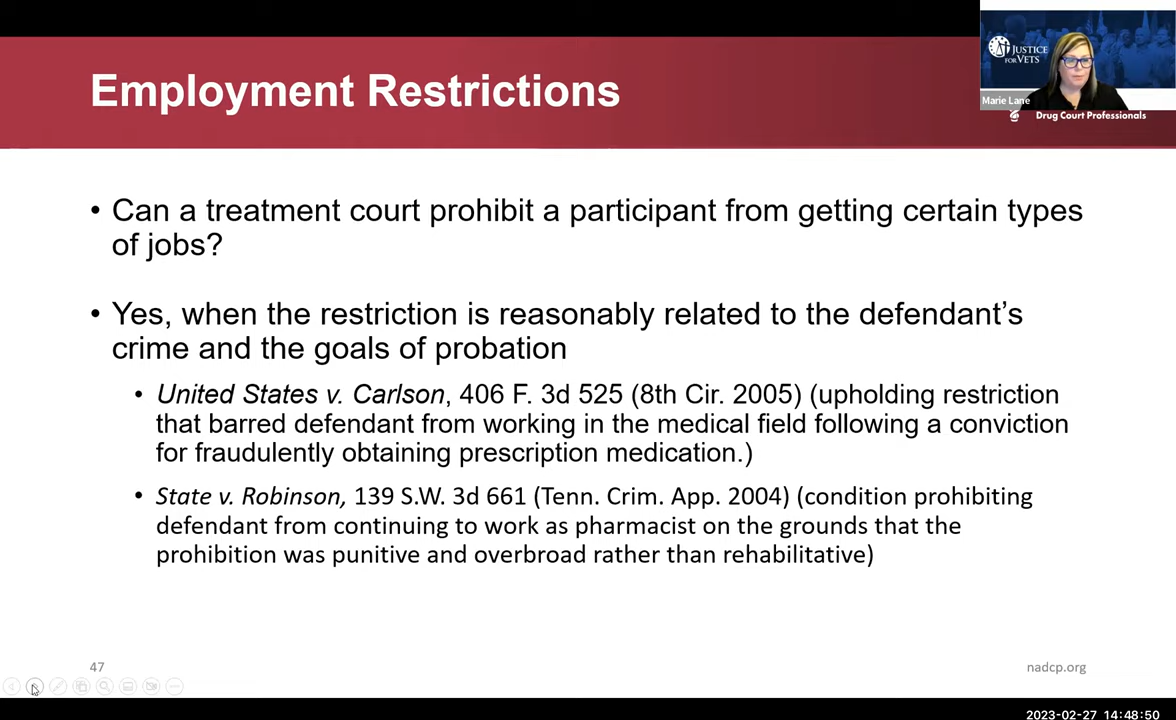 Employment Restrictions
JUSTICE
FOR VETS
Marie Lane
Drug Court Professionals
• Can a treatment court prohibit a participant from getting certain types
of jobs?
• Yes, when the restriction is reasonably related to the defendant's
crime and the goals of probation
• United States v. Carlson, 406 F. 3d 525 (8th Cir. 2005) (upholding restriction
that barred defendant from working in the medical field following a conviction
for fraudulently obtaining prescription medication.)
• State v. Robinson, 139 S.W. 3d 661 (Tenn. Crim. App. 2004) (condition prohibiting
defendant from continuing to work as pharmacist on the grounds that the
prohibition was punitive and overbroad rather than rehabilitative)
47
nadcp.org
2023-02-27 14:48:50